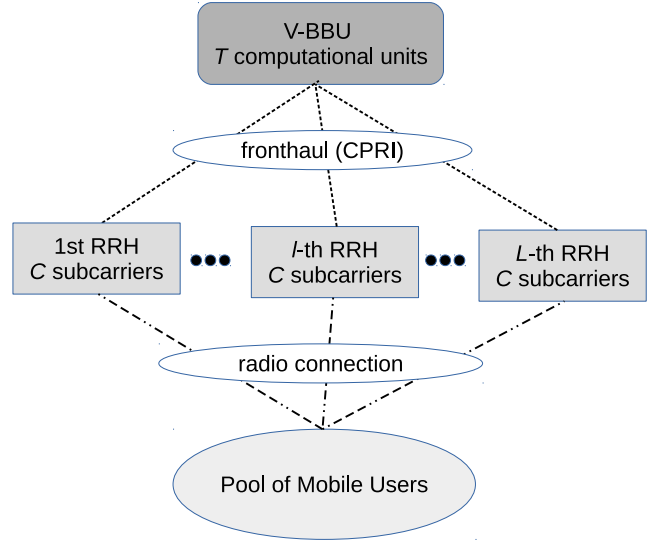 V-BBU
T computational units
fronthaul (CPRI)
1st RRH
C subcarriers
l-th RRH
C subcarriers
L-th RRH
C subcarriers
radio connection
Pool of Mobile Users